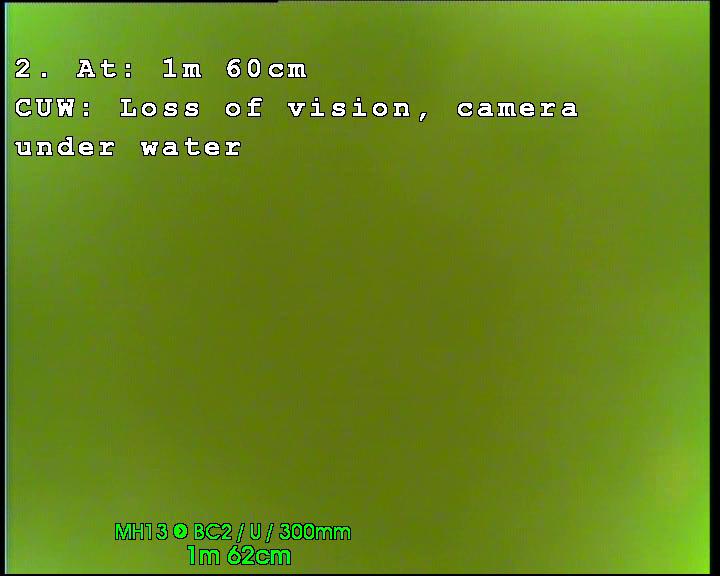 2. At: 1m 60cm
CUW: Loss of vision, camera
under water
MH13 BC2 / U / 300mm
1m 62cm